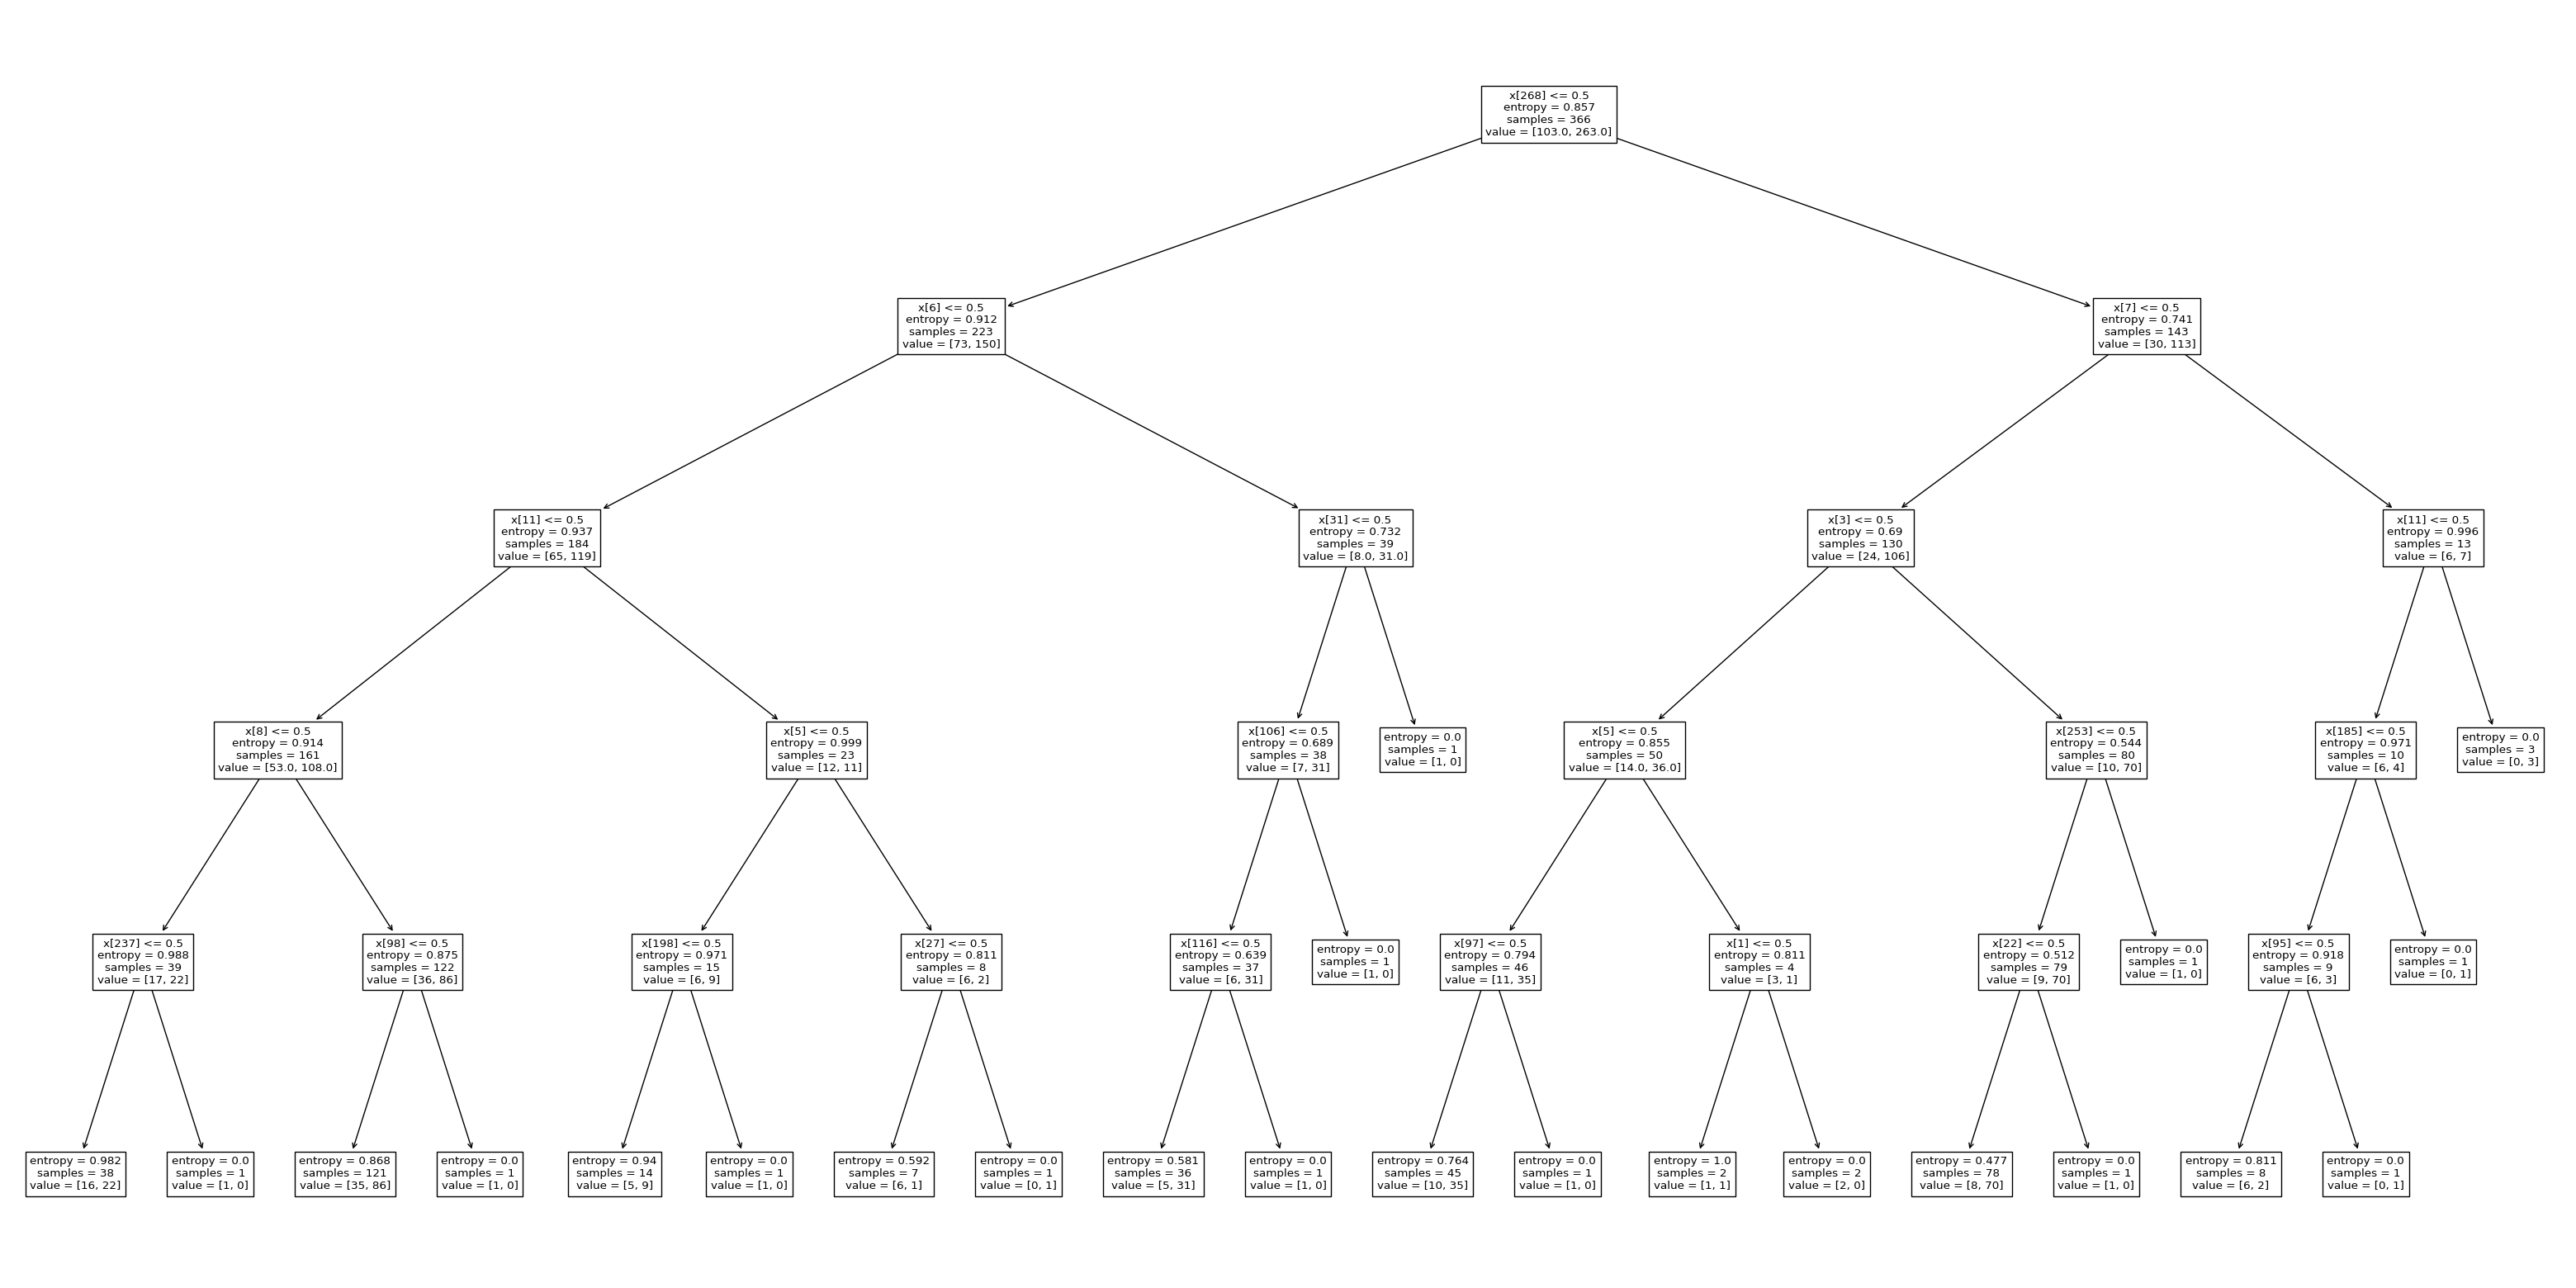 x[268] <= 0.5
entropy = 0.857
samples = 366
value = [103.0, 263.0]
x[6] <= 0.5
entropy = 0.912
samples = 223
value = [73, 150]
x[7] <= 0.5
entropy = 0.741
samples = 143
value = [30, 113]
x[11] <= 0.5
entropy = 0.937
samples = 184
value = [65, 119]
x[31] <= 0.5
entropy = 0.732
samples = 39
value = [8.0, 31.0]
x[3] <= 0.5
entropy = 0.69
samples = 130
value = [24, 106]
x[11] <= 0.5
entropy = 0.996
samples = 13
value = [6, 7]
x[8] <= 0.5
entropy = 0.914
samples = 161
value = [53.0, 108.0]
x[5] <= 0.5
entropy = 0.999
samples = 23
value = [12, 11]
x[106] <= 0.5
entropy = 0.689
samples = 38
value = [7, 31]
entropy = 0.0
samples = 1
value = [1, 0]
x[5] <= 0.5
entropy = 0.855
samples = 50
value = [14.0, 36.0]
x[253] <= 0.5
entropy = 0.544
samples = 80
value = [10, 70]
x[185] <= 0.5
entropy = 0.971
samples = 10
value = [6, 4]
entropy = 0.0
samples = 3
value = [0, 3]
x[237] <= 0.5
entropy = 0.988
samples = 39
value = [17, 22]
x[98] <= 0.5
entropy = 0.875
samples = 122
value = [36, 86]
x[198] <= 0.5
entropy = 0.971
samples = 15
value = [6, 9]
x[27] <= 0.5
entropy = 0.811
samples = 8
value = [6, 2]
x[116] <= 0.5
entropy = 0.639
samples = 37
value = [6, 31]
entropy = 0.0
samples = 1
value = [1, 0]
x[97] <= 0.5
entropy = 0.794
samples = 46
value = [11, 35]
x[1] <= 0.5
entropy = 0.811
samples = 4
value = [3, 1]
x[22] <= 0.5
entropy = 0.512
samples = 79
value = [9, 70]
entropy = 0.0
samples = 1
value = [1, 0]
x[95] <= 0.5
entropy = 0.918
samples = 9
value = [6, 3]
entropy = 0.0
samples = 1
value = [0, 1]
entropy = 0.982
samples = 38
value = [16, 22]
entropy = 0.0
samples = 1
value = [1, 0]
entropy = 0.868
samples = 121
value = [35, 86]
entropy = 0.0
samples = 1
value = [1, 0]
entropy = 0.94
samples = 14
value = [5, 9]
entropy = 0.0
samples = 1
value = [1, 0]
entropy = 0.592
samples = 7
value = [6, 1]
entropy = 0.0
samples = 1
value = [0, 1]
entropy = 0.581
samples = 36
value = [5, 31]
entropy = 0.0
samples = 1
value = [1, 0]
entropy = 0.764
samples = 45
value = [10, 35]
entropy = 0.0
samples = 1
value = [1, 0]
entropy = 1.0
samples = 2
value = [1, 1]
entropy = 0.0
samples = 2
value = [2, 0]
entropy = 0.477
samples = 78
value = [8, 70]
entropy = 0.0
samples = 1
value = [1, 0]
entropy = 0.811
samples = 8
value = [6, 2]
entropy = 0.0
samples = 1
value = [0, 1]